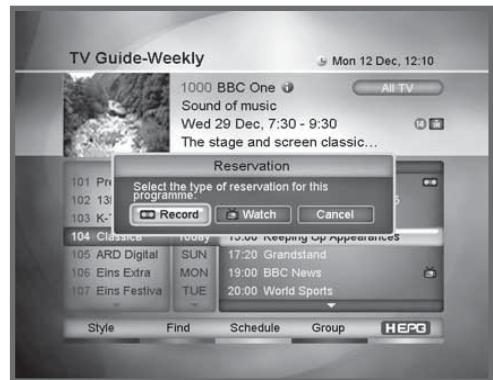 TV Guide-Weekly
Mon 12 Dec, 12:10
1000 BBC One
All TV
Sound of music
Wed 29 Dec, 7:30 - 9:30
The stage and screen classic...
Reservation
Select the type of reservation for this
programme.
Record Watch Cancel
101
102
103 K-
104 Classica Today 15:00 Keeping Up Appearances
105 ARD Digital SUN 17:20 Grandstand
106 Eins Extra MON 19:00 BBC News
107 Eins Festiva TUE 20:00 World Sports
Style Find Schedule Group HEPG